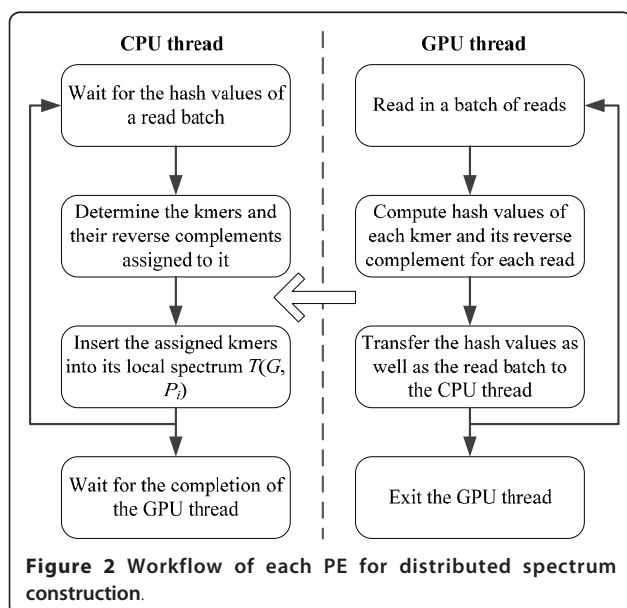 CPU thread
Wait for the hash values of
a read batch
Determine the kmers and
their reverse complements
assigned to it
Insert the assigned kmers
into its local spectrum T(G,
Pi)
Wait for the completion of
the GPU thread
GPU thread
Read in a batch of reads
Compute hash values of
each kmer and its reverse
complement for each read
Transfer the hash values as
well as the read batch to
the CPU thread
Exit the GPU thread
Figure 2 Workflow of each PE for distributed spectrum
construction.